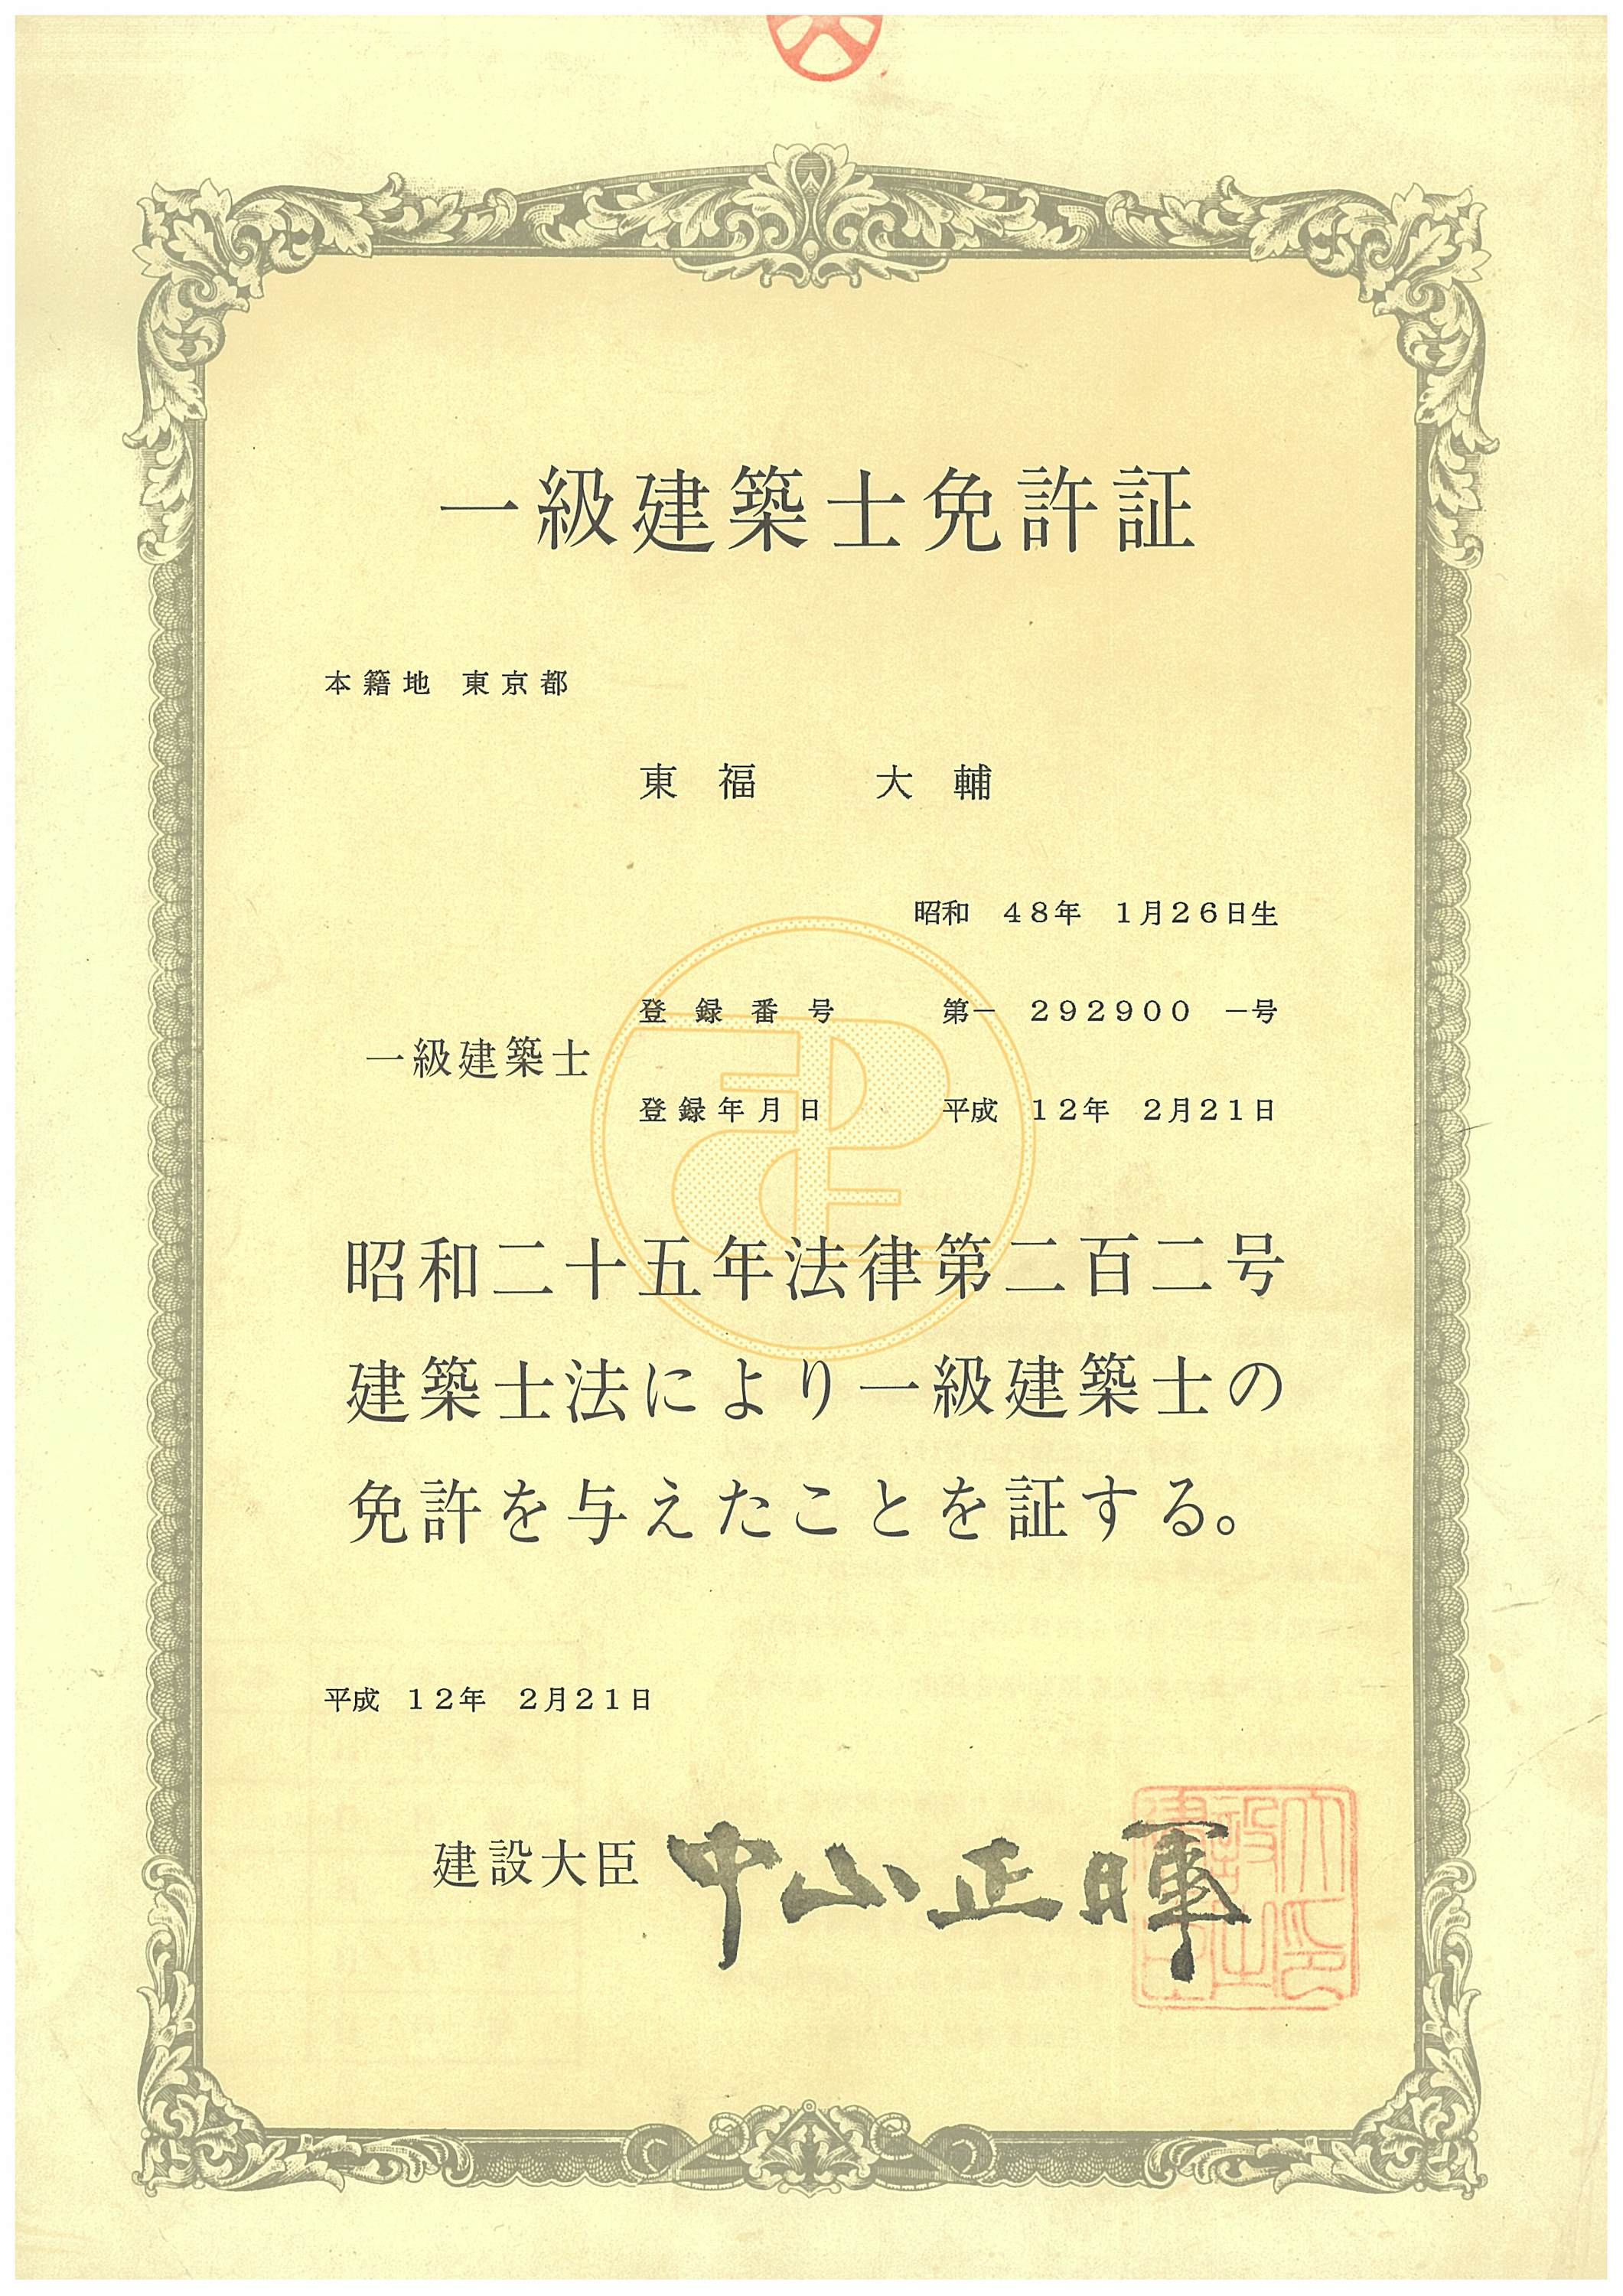 一級建築士免許証
本籍地 東京都
東福 大輔
昭和 48年 1月26日生
登録番号 第− 292900 −号
一級建築士
登録年月日 平成 12年 2月21日
昭和二十五年法律第二百二号
建築士法により一級建築士の
免許を与えたことを証する。
平成 12年 2月21日
建設大臣 中山正暉